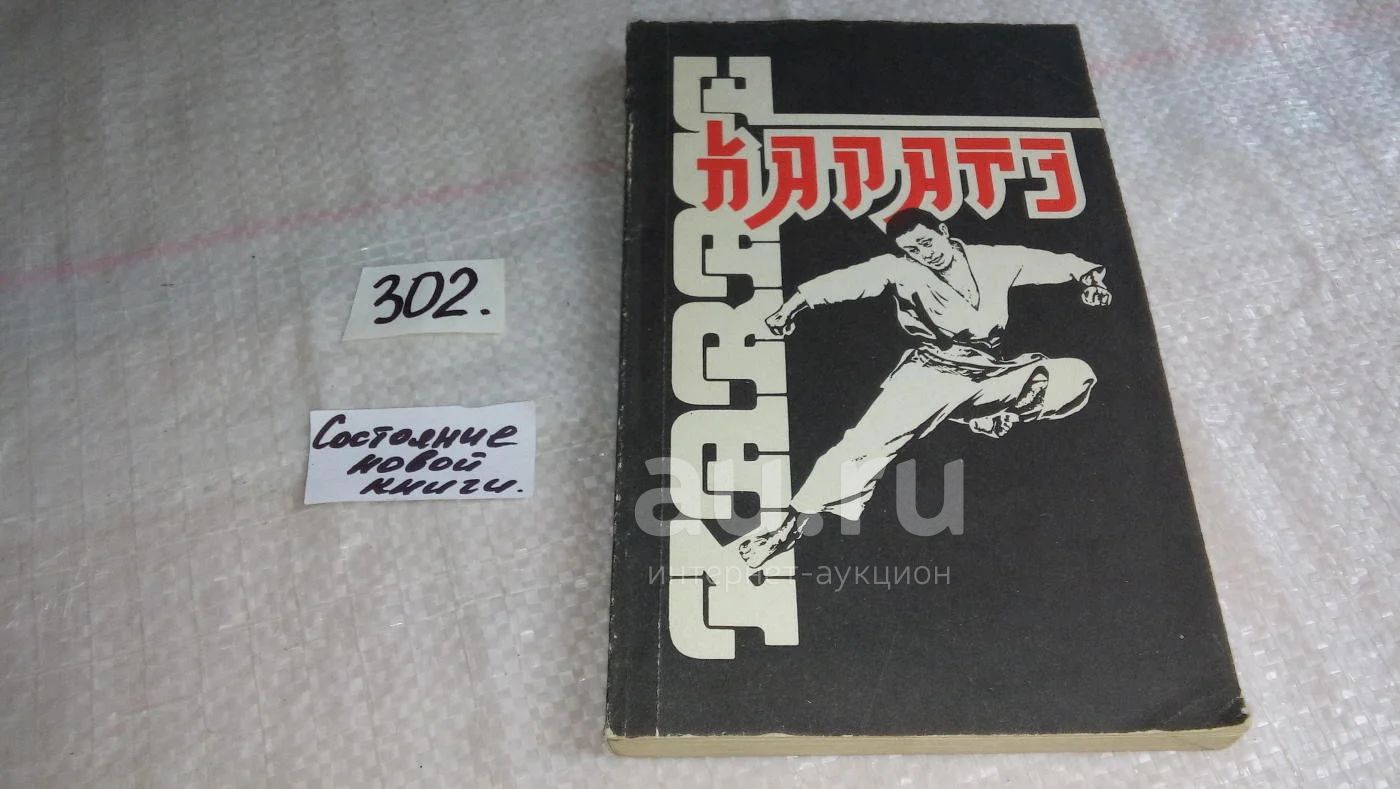 КАРАТЭ
302.
Состояние
новой
книги.
au.ru
интернет-аукцион